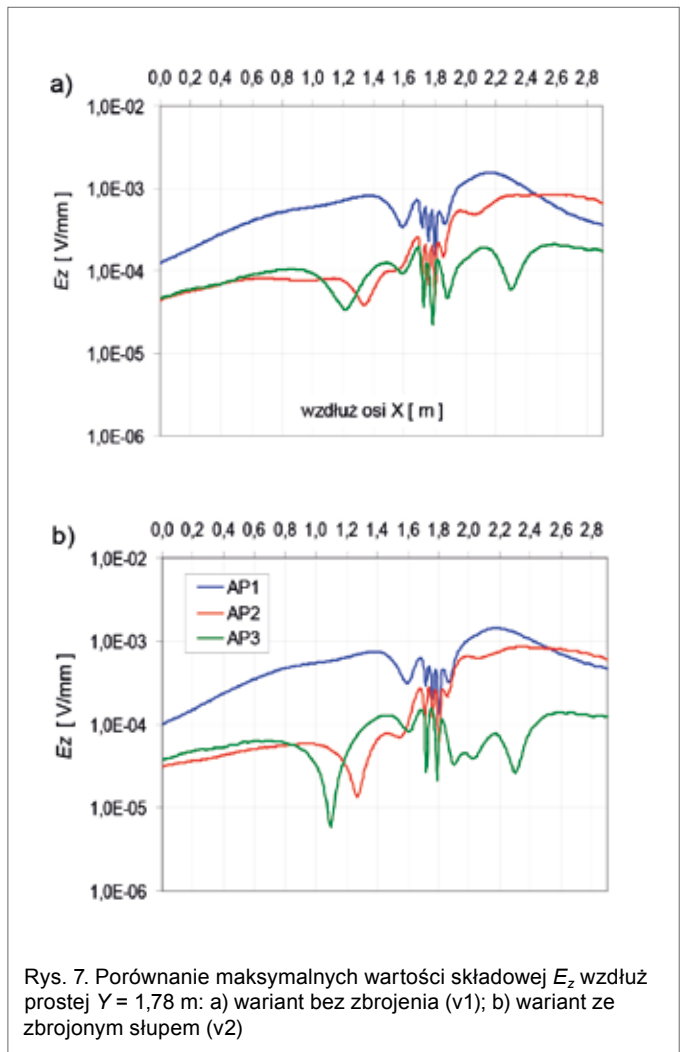 a)
0,0 0,2 0,4 0,6 0,8 1,0 1,2 1,4 1,6 1,8 2,0 2,2 2,4 2,6 2,8
1,0E-02
1,0E-03
1,0E-04
1,0E-05
1,0E-06
Ez [ V/mm ]
wzdłuż osi X [ m ]
b)
0,0 0,2 0,4 0,6 0,8 1,0 1,2 1,4 1,6 1,8 2,0 2,2 2,4 2,6 2,8
1,0E-02
1,0E-03
1,0E-04
1,0E-05
1,0E-06
Ez [ V/mm ]
AP1
AP2
AP3
Rys. 7. Porównanie maksymalnych wartości składowej Ez wzdłuż
prostej Y = 1,78 m: a) wariant bez zbrojenia (v1); b) wariant ze
zbrojonym słupem (v2)